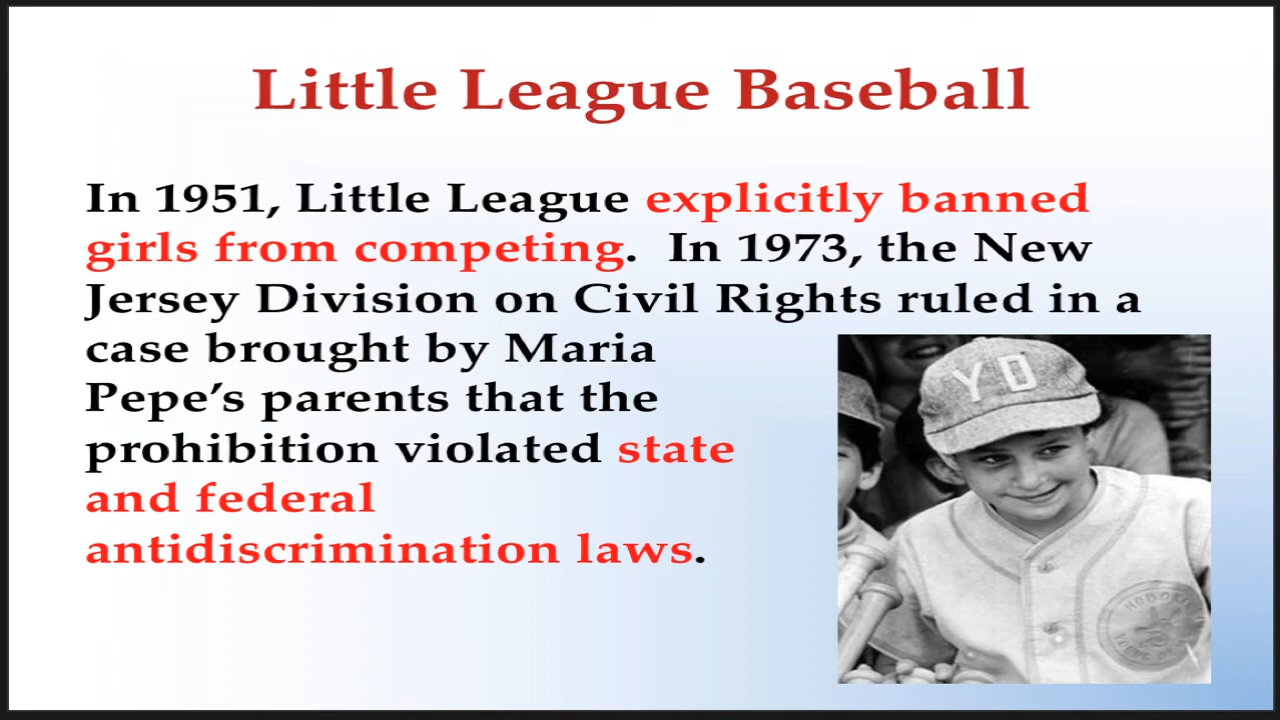 Little League Baseball
In 1951, Little League explicitly banned
girls from competing.  In 1973, the New
Jersey Division on Civil Rights ruled in a
case brought by Maria
Pepe’s parents that the
prohibition violated state
and federal
antidiscrimination laws.
YD